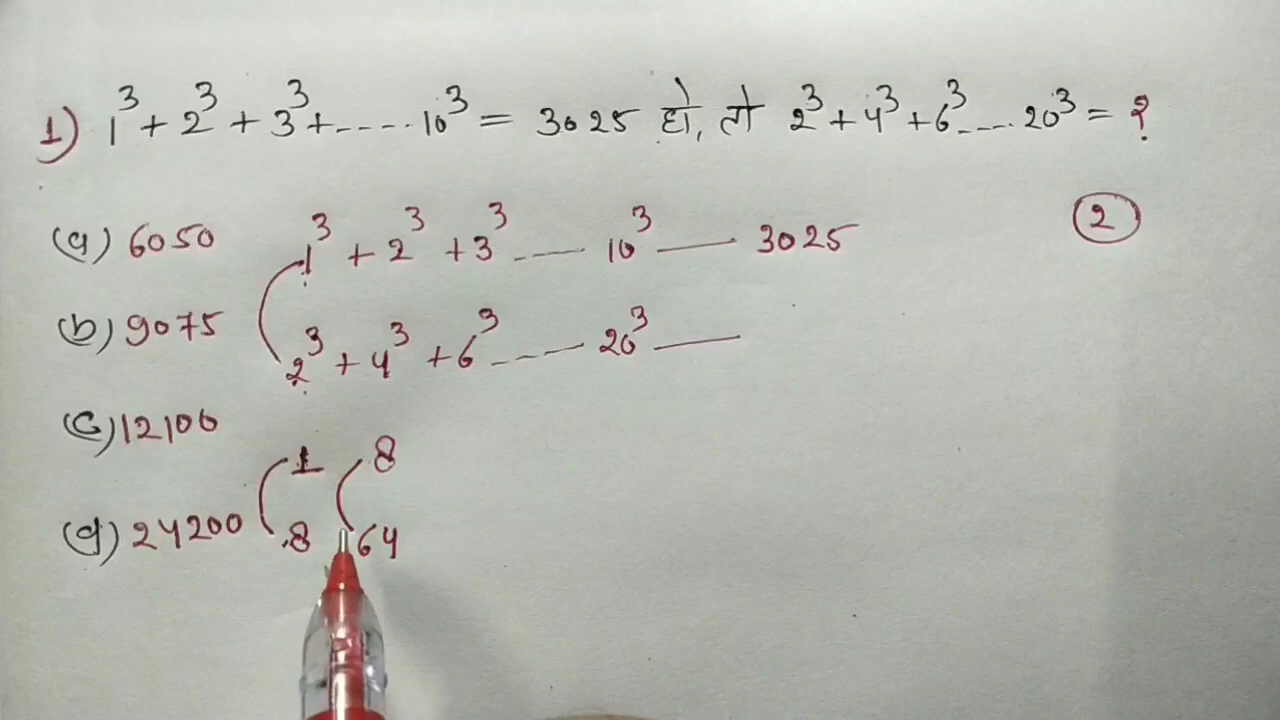 1) 1³ + 2³ + 3³ + ---- 10³ = 3025 हो, तो 2³ + 4³ + 6³ --- 20³ = ?
(a) 6050
1³ + 2³ + 3³ --- 10³ — 3025
2
(b) 9075
2³ + 4³ + 6³ --- 20³ —
(c) 12100
1 8
(d) 24200
8 64